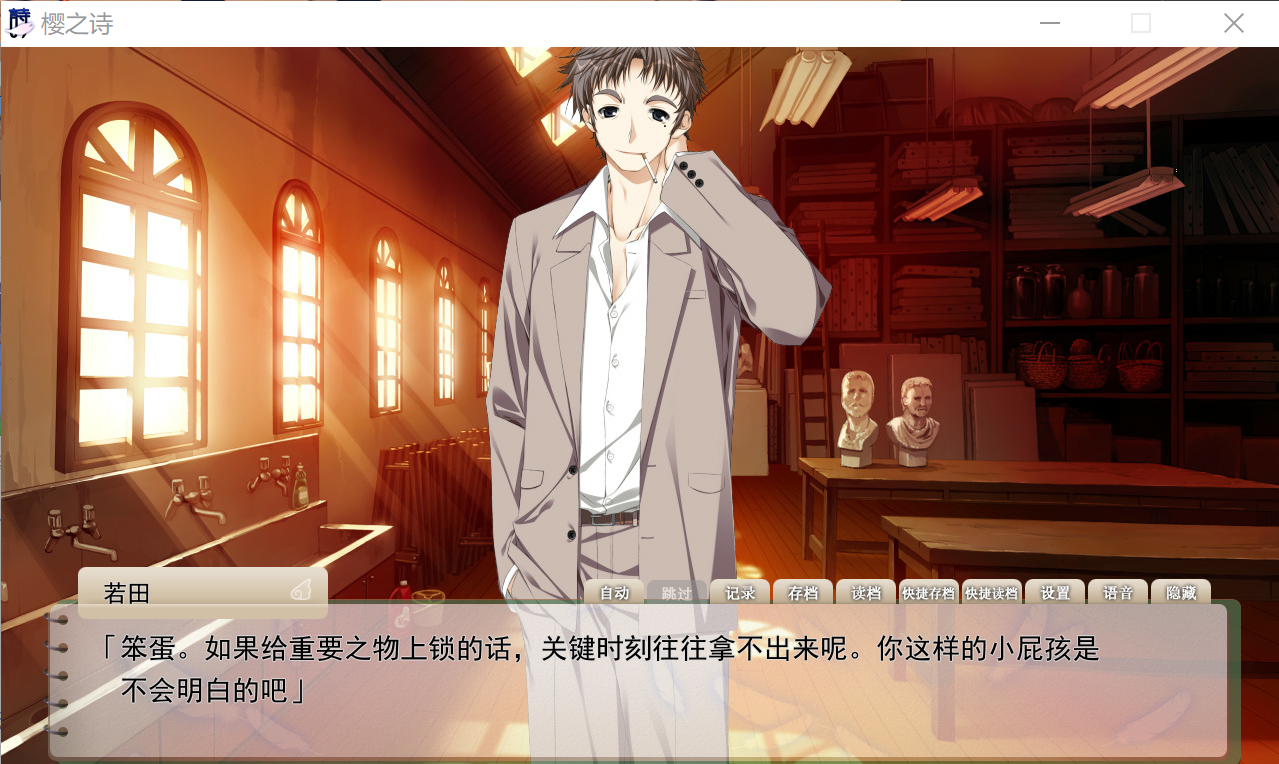 樱之诗
若田
自动 跳过 记录 存档 读档 快捷存档 快捷读档 设置 语音 隐藏
「笨蛋。如果给重要之物上锁的话，关键时刻往往拿不出来呢。你这样的小屁孩是
不会明白的吧」